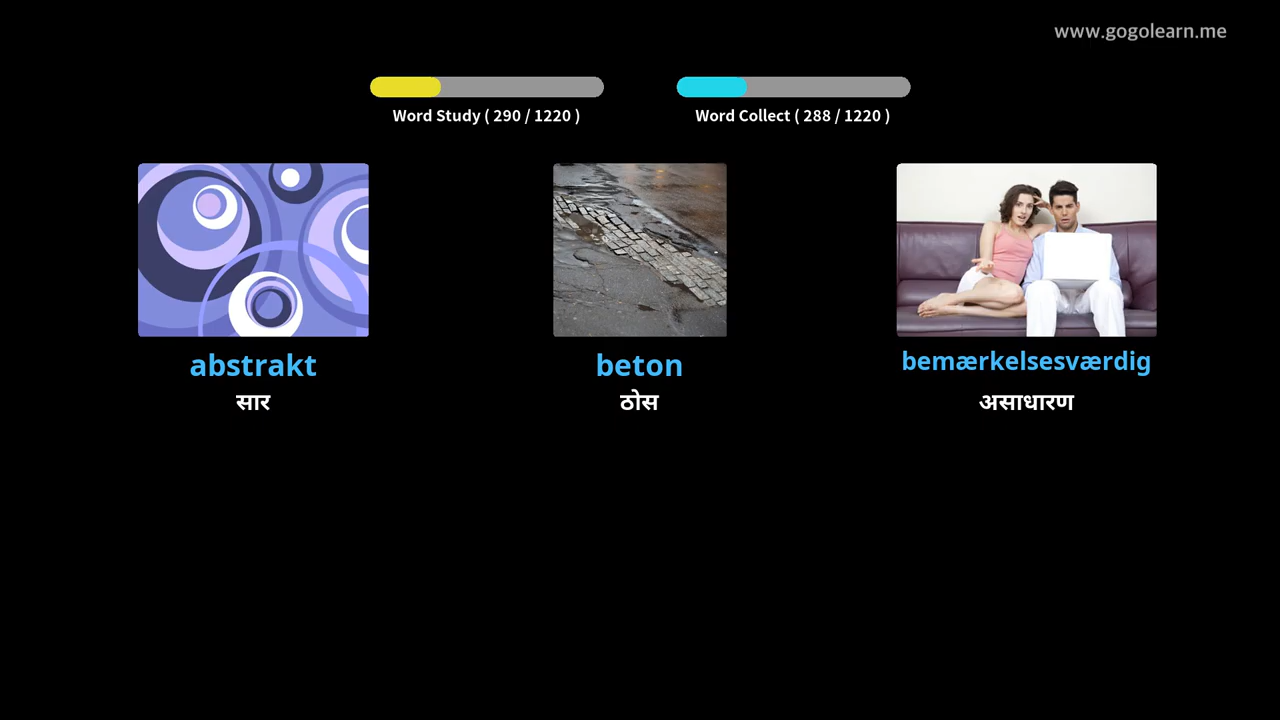 www.gogolearn.me
Word Study ( 290 / 1220 )
Word Collect ( 288 / 1220 )
abstrakt
beton
bemærkelsesværdig
सार
ठोस
असाधारण